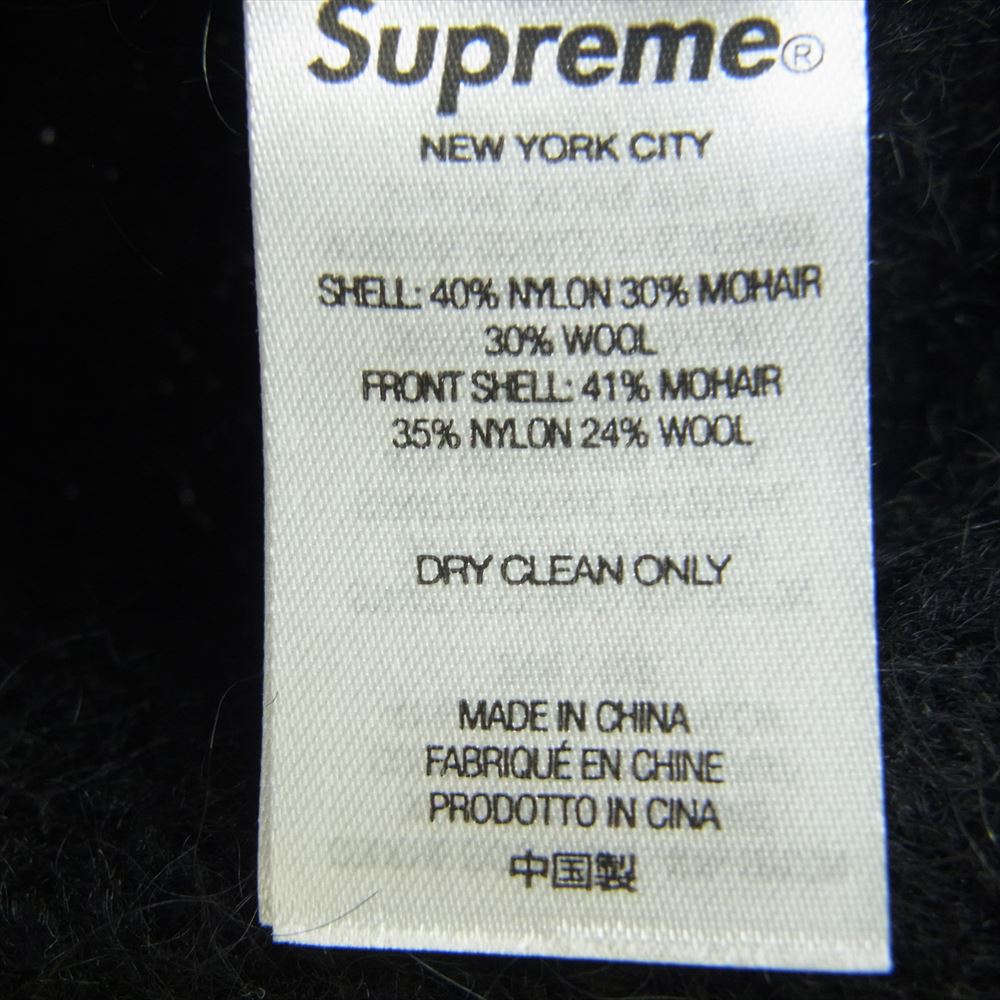 Supreme®
NEW YORK CITY
SHELL: 40% NYLON 30% MOHAIR
30% WOOL
FRONT SHELL: 41% MOHAIR
35% NYLON 24% WOOL
DRY CLEAN ONLY
MADE IN CHINA
FABRIQUÉ EN CHINE
PRODOTTO IN CINA
中国製